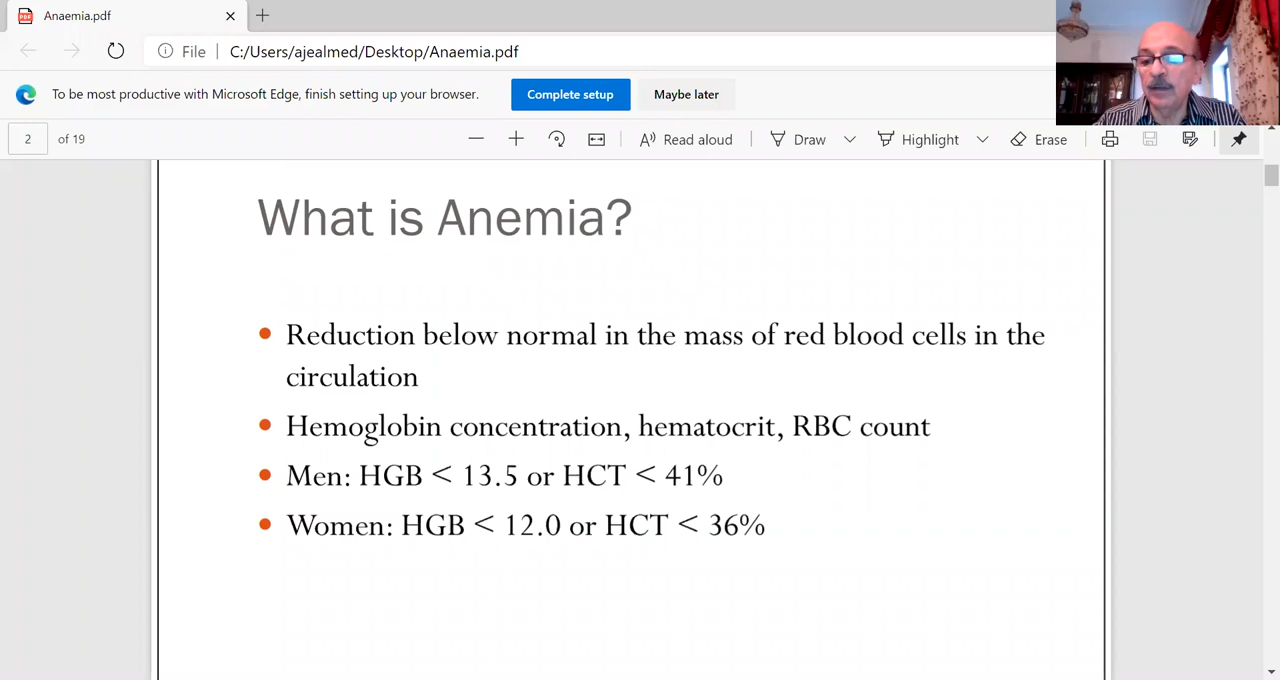 Anaemia.pdf
File C:/Users/ajealmed/Desktop/Anaemia.pdf
To be most productive with Microsoft Edge, finish setting up your browser. Complete setup Maybe later
2 of 19 Read aloud Draw Highlight Erase
What is Anemia?
Reduction below normal in the mass of red blood cells in the
circulation
Hemoglobin concentration, hematocrit, RBC count
Men: HGB < 13.5 or HCT < 41%
Women: HGB < 12.0 or HCT < 36%